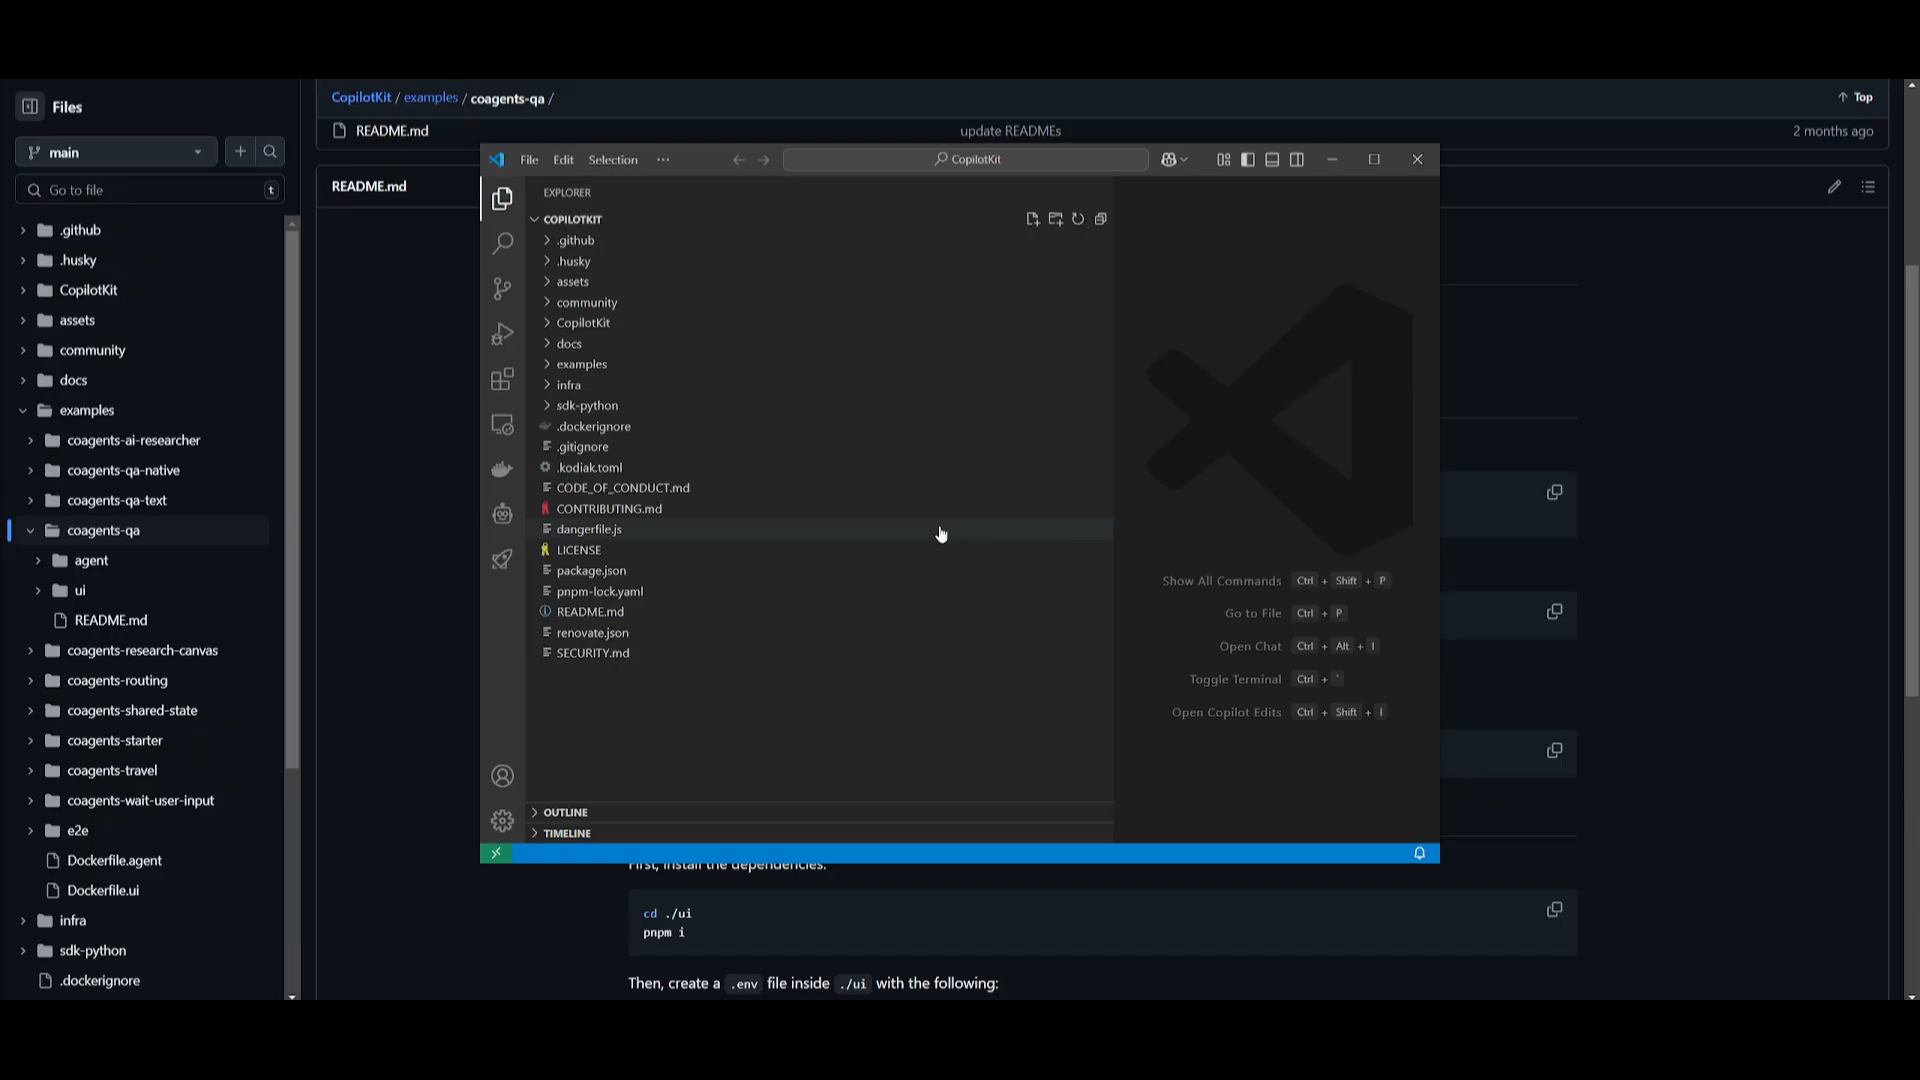 Files
main
Go to file
t
.github
.husky
CopilotKit
assets
community
docs
examples
coagents-ai-researcher
coagents-qa-native
coagents-qa-text
coagents-qa
agent
ui
README.md
coagents-research-canvas
coagents-routing
coagents-shared-state
coagents-starter
coagents-travel
coagents-wait-user-input
e2e
Dockerfile.agent
Dockerfile.ui
infra
sdk-python
.dockerignore
CopilotKit / examples / coagents-qa /
Top
README.md
update READMEs
2 months ago
README.md
File Edit Selection ···
CopilotKit
EXPLORER
COPILOTKIT
.github
.husky
assets
community
CopilotKit
docs
examples
infra
sdk-python
.dockerignore
.gitignore
.kodiak.toml
CODE_OF_CONDUCT.md
CONTRIBUTING.md
dangerfile.js
LICENSE
package.json
pnpm-lock.yaml
README.md
renovate.json
SECURITY.md
OUTLINE
TIMELINE
Show All Commands Ctrl + Shift + P
Go to File Ctrl + P
Open Chat Ctrl + Alt + I
Toggle Terminal Ctrl + `
Open Copilot Edits Ctrl + Shift + I
First, install the dependencies:
cd ./ui
pnpm i
Then, create a .env file inside ./ui with the following: